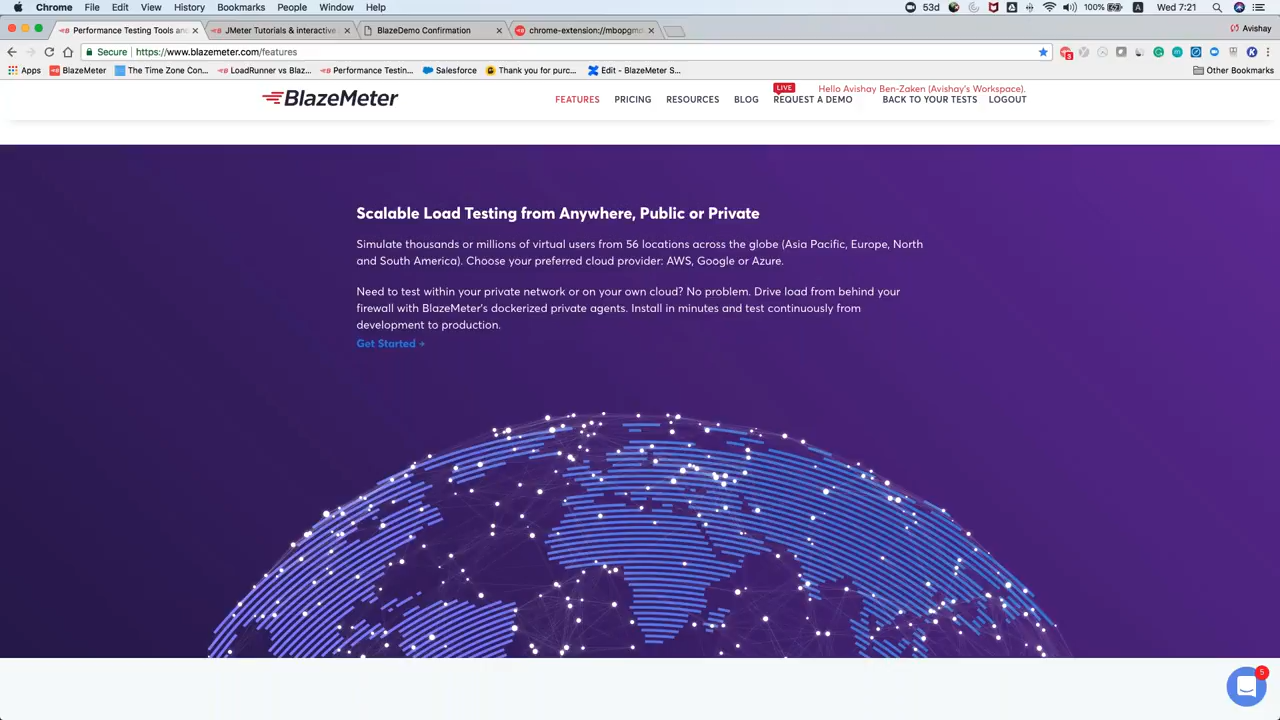 Chrome File Edit View History Bookmarks People Window Help 53d 100% A Wed 7:21
Performance Testing Tools and JMeter Tutorials & interactive BlazeDemo Confirmation chrome-extension://mbopgmd Avishay
Secure https://www.blazemeter.com/features 3
Apps BlazeMeter The Time Zone Con... LoadRunner vs Blaz... Performance Testin... Salesforce Thank you for purc... Edit - BlazeMeter S... Other Bookmarks
BlazeMeter
LIVE Hello Avishay Ben-Zaken (Avishay's Workspace).
FEATURES PRICING RESOURCES BLOG REQUEST A DEMO BACK TO YOUR TESTS LOGOUT
Scalable Load Testing from Anywhere, Public or Private
Simulate thousands or millions of virtual users from 56 locations across the globe (Asia Pacific, Europe, North
and South America). Choose your preferred cloud provider: AWS, Google or Azure.
Need to test within your private network or on your own cloud? No problem. Drive load from behind your
firewall with BlazeMeter's dockerized private agents. Install in minutes and test continuously from
development to production.
Get Started
5